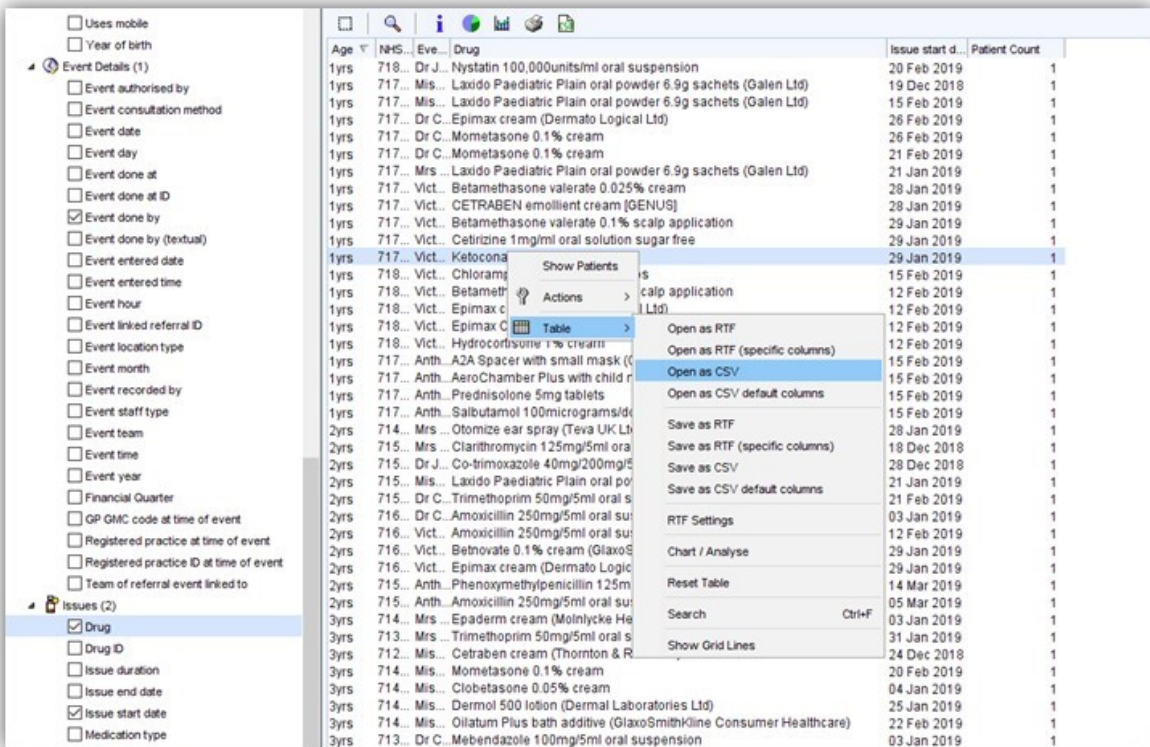 Uses mobile
Year of birth
Event Details (1)
Event authorised by
Event consultation method
Event date
Event day
Event done at
Event done at ID
Event done by
Event done by (textual)
Event entered date
Event entered time
Event hour
Event linked referral ID
Event location type
Event month
Event recorded by
Event staff type
Event team
Event time
Event year
Financial Quarter
GP GMC code at time of event
Registered practice at time of event
Registered practice ID at time of event
Team of referral event linked to
Issues (2)
Drug
Drug ID
Issue duration
Issue end date
Issue start date
Medication type
Age NHS... Eve... Drug Issue start d... Patient Count
1yrs 718... Dr J... Nystatin 100,000units/ml oral suspension 20 Feb 2019 1
1yrs 717... Mis... Laxido Paediatric Plain oral powder 6.9g sachets (Galen Ltd) 19 Dec 2018 1
1yrs 717... Mis... Laxido Paediatric Plain oral powder 6.9g sachets (Galen Ltd) 15 Feb 2019 1
1yrs 717... Dr C... Epimax cream (Dermato Logical Ltd) 26 Feb 2019 1
1yrs 717... Dr C... Mometasone 0.1% cream 26 Feb 2019 1
1yrs 717... Dr C... Mometasone 0.1% cream 21 Feb 2019 1
1yrs 717... Mrs ... Laxido Paediatric Plain oral powder 6.9g sachets (Galen Ltd) 21 Jan 2019 1
1yrs 717... Vict... Betamethasone valerate 0.025% cream 28 Jan 2019 1
1yrs 717... Vict... CETRABEN emollient cream [GENUS] 28 Jan 2019 1
1yrs 717... Vict... Betamethasone valerate 0.1% scalp application 29 Jan 2019 1
1yrs 717... Vict... Cetirizine 1mg/ml oral solution sugar free 29 Jan 2019 1
1yrs 717... Vict... Ketocona 29 Jan 2019 1
1yrs 718... Vict... Chloramp s 15 Feb 2019 1
1yrs 718... Vict... Betameth calp application 12 Feb 2019 1
1yrs 718... Vict... Epimax c l Ltd) 12 Feb 2019 1
1yrs 718... Vict... Epimax C 12 Feb 2019 1
1yrs 718... Vict... Hydrocortisone 1% cream 12 Feb 2019 1
1yrs 717... Anth... A2A Spacer with small mask ( 15 Feb 2019 1
1yrs 717... Anth... AeroChamber Plus with child 15 Feb 2019 1
1yrs 717... Anth... Prednisolone 5mg tablets 15 Feb 2019 1
1yrs 717... Anth... Salbutamol 100micrograms/do 15 Feb 2019 1
2yrs 714... Mrs ... Otomize ear spray (Teva UK Lt 28 Jan 2019 1
2yrs 715... Mrs ... Clarithromycin 125mg/5ml ora 18 Dec 2018 1
2yrs 715... Dr J... Co-trimoxazole 40mg/200mg/5 28 Dec 2018 1
2yrs 715... Mis... Laxido Paediatric Plain oral po 21 Jan 2019 1
2yrs 715... Dr C... Trimethoprim 50mg/5ml oral s 21 Feb 2019 1
2yrs 716... Dr C... Amoxicillin 250mg/5ml oral su 03 Jan 2019 1
2yrs 716... Vict... Amoxicillin 250mg/5ml oral su 12 Feb 2019 1
2yrs 716... Vict... Betnovate 0.1% cream (GlaxoS 29 Jan 2019 1
2yrs 716... Vict... Epimax cream (Dermato Logic 29 Jan 2019 1
2yrs 715... Anth... Phenoxymethylpenicillin 125m 14 Mar 2019 1
2yrs 715... Anth... Amoxicillin 250mg/5ml oral su 05 Mar 2019 1
3yrs 714... Mrs ... Epaderm cream (Molnlycke He 03 Jan 2019 1
3yrs 713... Mrs ... Trimethoprim 50mg/5ml oral s 31 Jan 2019 1
3yrs 712... Mis... Cetraben cream (Thornton & R 24 Dec 2018 1
3yrs 714... Mis... Mometasone 0.1% cream 20 Feb 2019 1
3yrs 714... Mis... Clobetasone 0.05% cream 04 Jan 2019 1
3yrs 714... Mis... Dermol 500 lotion (Dermal Laboratories Ltd) 25 Jan 2019 1
3yrs 714... Mis... Oilatum Plus bath additive (GlaxoSmithKline Consumer Healthcare) 22 Feb 2019 1
3yrs 713... Dr C... Mebendazole 100mg/5ml oral suspension 03 Jan 2019 1
Show Patients
Actions
Table
Open as RTF
Open as RTF (specific columns)
Open as CSV
Open as CSV default columns
Save as RTF
Save as RTF (specific columns)
Save as CSV
Save as CSV default columns
RTF Settings
Chart / Analyse
Reset Table
Search Ctrl+F
Show Grid Lines